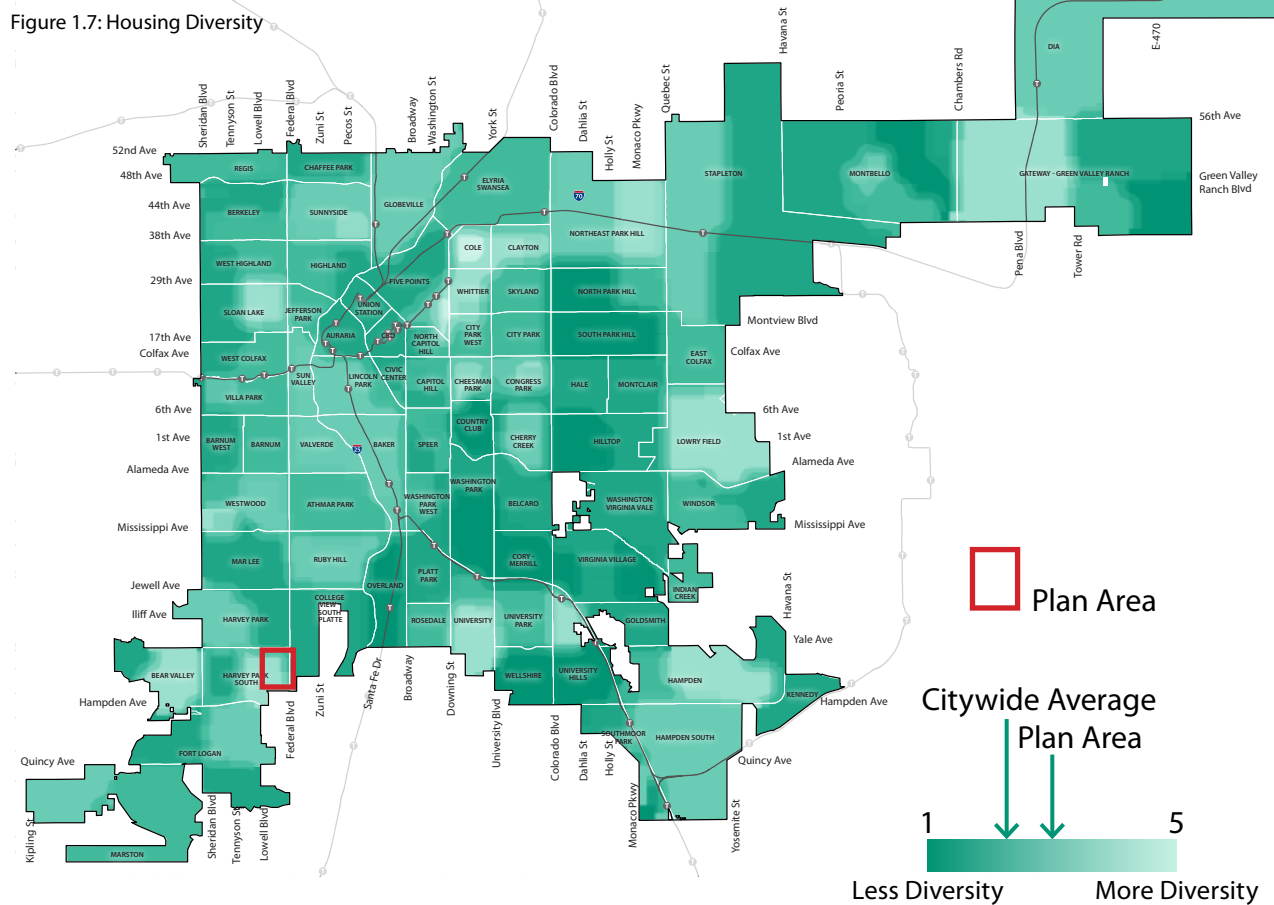 Figure 1.7: Housing Diversity
Sheridan Blvd
Tennyson St
Lowell Blvd
Federal Blvd
Zuni St
Pecos St
Broadway
Washington St
York St
Colorado Blvd
Dahlia St
Holly St
Monaco Pkwy
Quebec St
Havana St
Peoria St
Chambers Rd
E-470
DIA
56th Ave
Green Valley
Ranch Blvd
52nd Ave
48th Ave
44th Ave
38th Ave
29th Ave
17th Ave
Colfax Ave
6th Ave
1st Ave
Alameda Ave
Mississippi Ave
Jewell Ave
Iliff Ave
Hampden Ave
Quincy Ave
REGIS
CHAFFEE PARK
GLOBEVILLE
ELYRIA
SWANSEA
70
STAPLETON
MONTBELLO
GATEWAY - GREEN VALLEY RANCH
BERKELEY
SUNNYSIDE
NORTHEAST PARK HILL
COLE
CLAYTON
WEST HIGHLAND
HIGHLAND
FIVE POINTS
WHITTIER
SKYLAND
NORTH PARK HILL
SLOAN LAKE
JEFFERSON
PARK
UNION
STATION
AURARIA
CBD
NORTH
CAPITOL
HILL
CITY
PARK
WEST
CITY PARK
SOUTH PARK HILL
EAST
COLFAX
WEST COLFAX
SUN
VALLEY
LINCOLN
PARK
CIVIC
CENTER
CAPITOL
HILL
CHEESMAN
PARK
CONGRESS
PARK
HALE
MONTCLAIR
VILLA PARK
BARNUM
WEST
BARNUM
VALVERDE
25
BAKER
SPEER
COUNTRY
CLUB
CHERRY
CREEK
HILLTOP
LOWRY FIELD
WESTWOOD
ATHMAR PARK
WASHINGTON
PARK
WEST
WASHINGTON
PARK
BELCARO
WASHINGTON
VIRGINIA VALE
WINDSOR
MAR LEE
RUBY HILL
OVERLAND
PLATT
PARK
CORY -
MERRILL
VIRGINIA VILLAGE
INDIAN
CREEK
HARVEY PARK
COLLEGE
VIEW
SOUTH
PLATTE
ROSEDALE
UNIVERSITY
UNIVERSITY
PARK
GOLDSMITH
BEAR VALLEY
HARVEY PARK
SOUTH
WELLSHIRE
UNIVERSITY
HILLS
HAMPDEN
KENNEDY
FORT LOGAN
SOUTHMOOR
PARK
HAMPDEN SOUTH
MARSTON
Pena Blvd
Tower Rd
Montview Blvd
Colfax Ave
6th Ave
1st Ave
Alameda Ave
Mississippi Ave
Havana St
Yale Ave
Hampden Ave
Quincy Ave
Kipling St
Sheridan Blvd
Tennyson St
Lowell Blvd
Federal Blvd
Zuni St
Santa Fe Dr
Broadway
Downing St
University Blvd
Colorado Blvd
Dahlia St
Holly St
Monaco Pkwy
Yosemite St
Plan Area
Citywide Average
Plan Area
1
5
Less Diversity
More Diversity